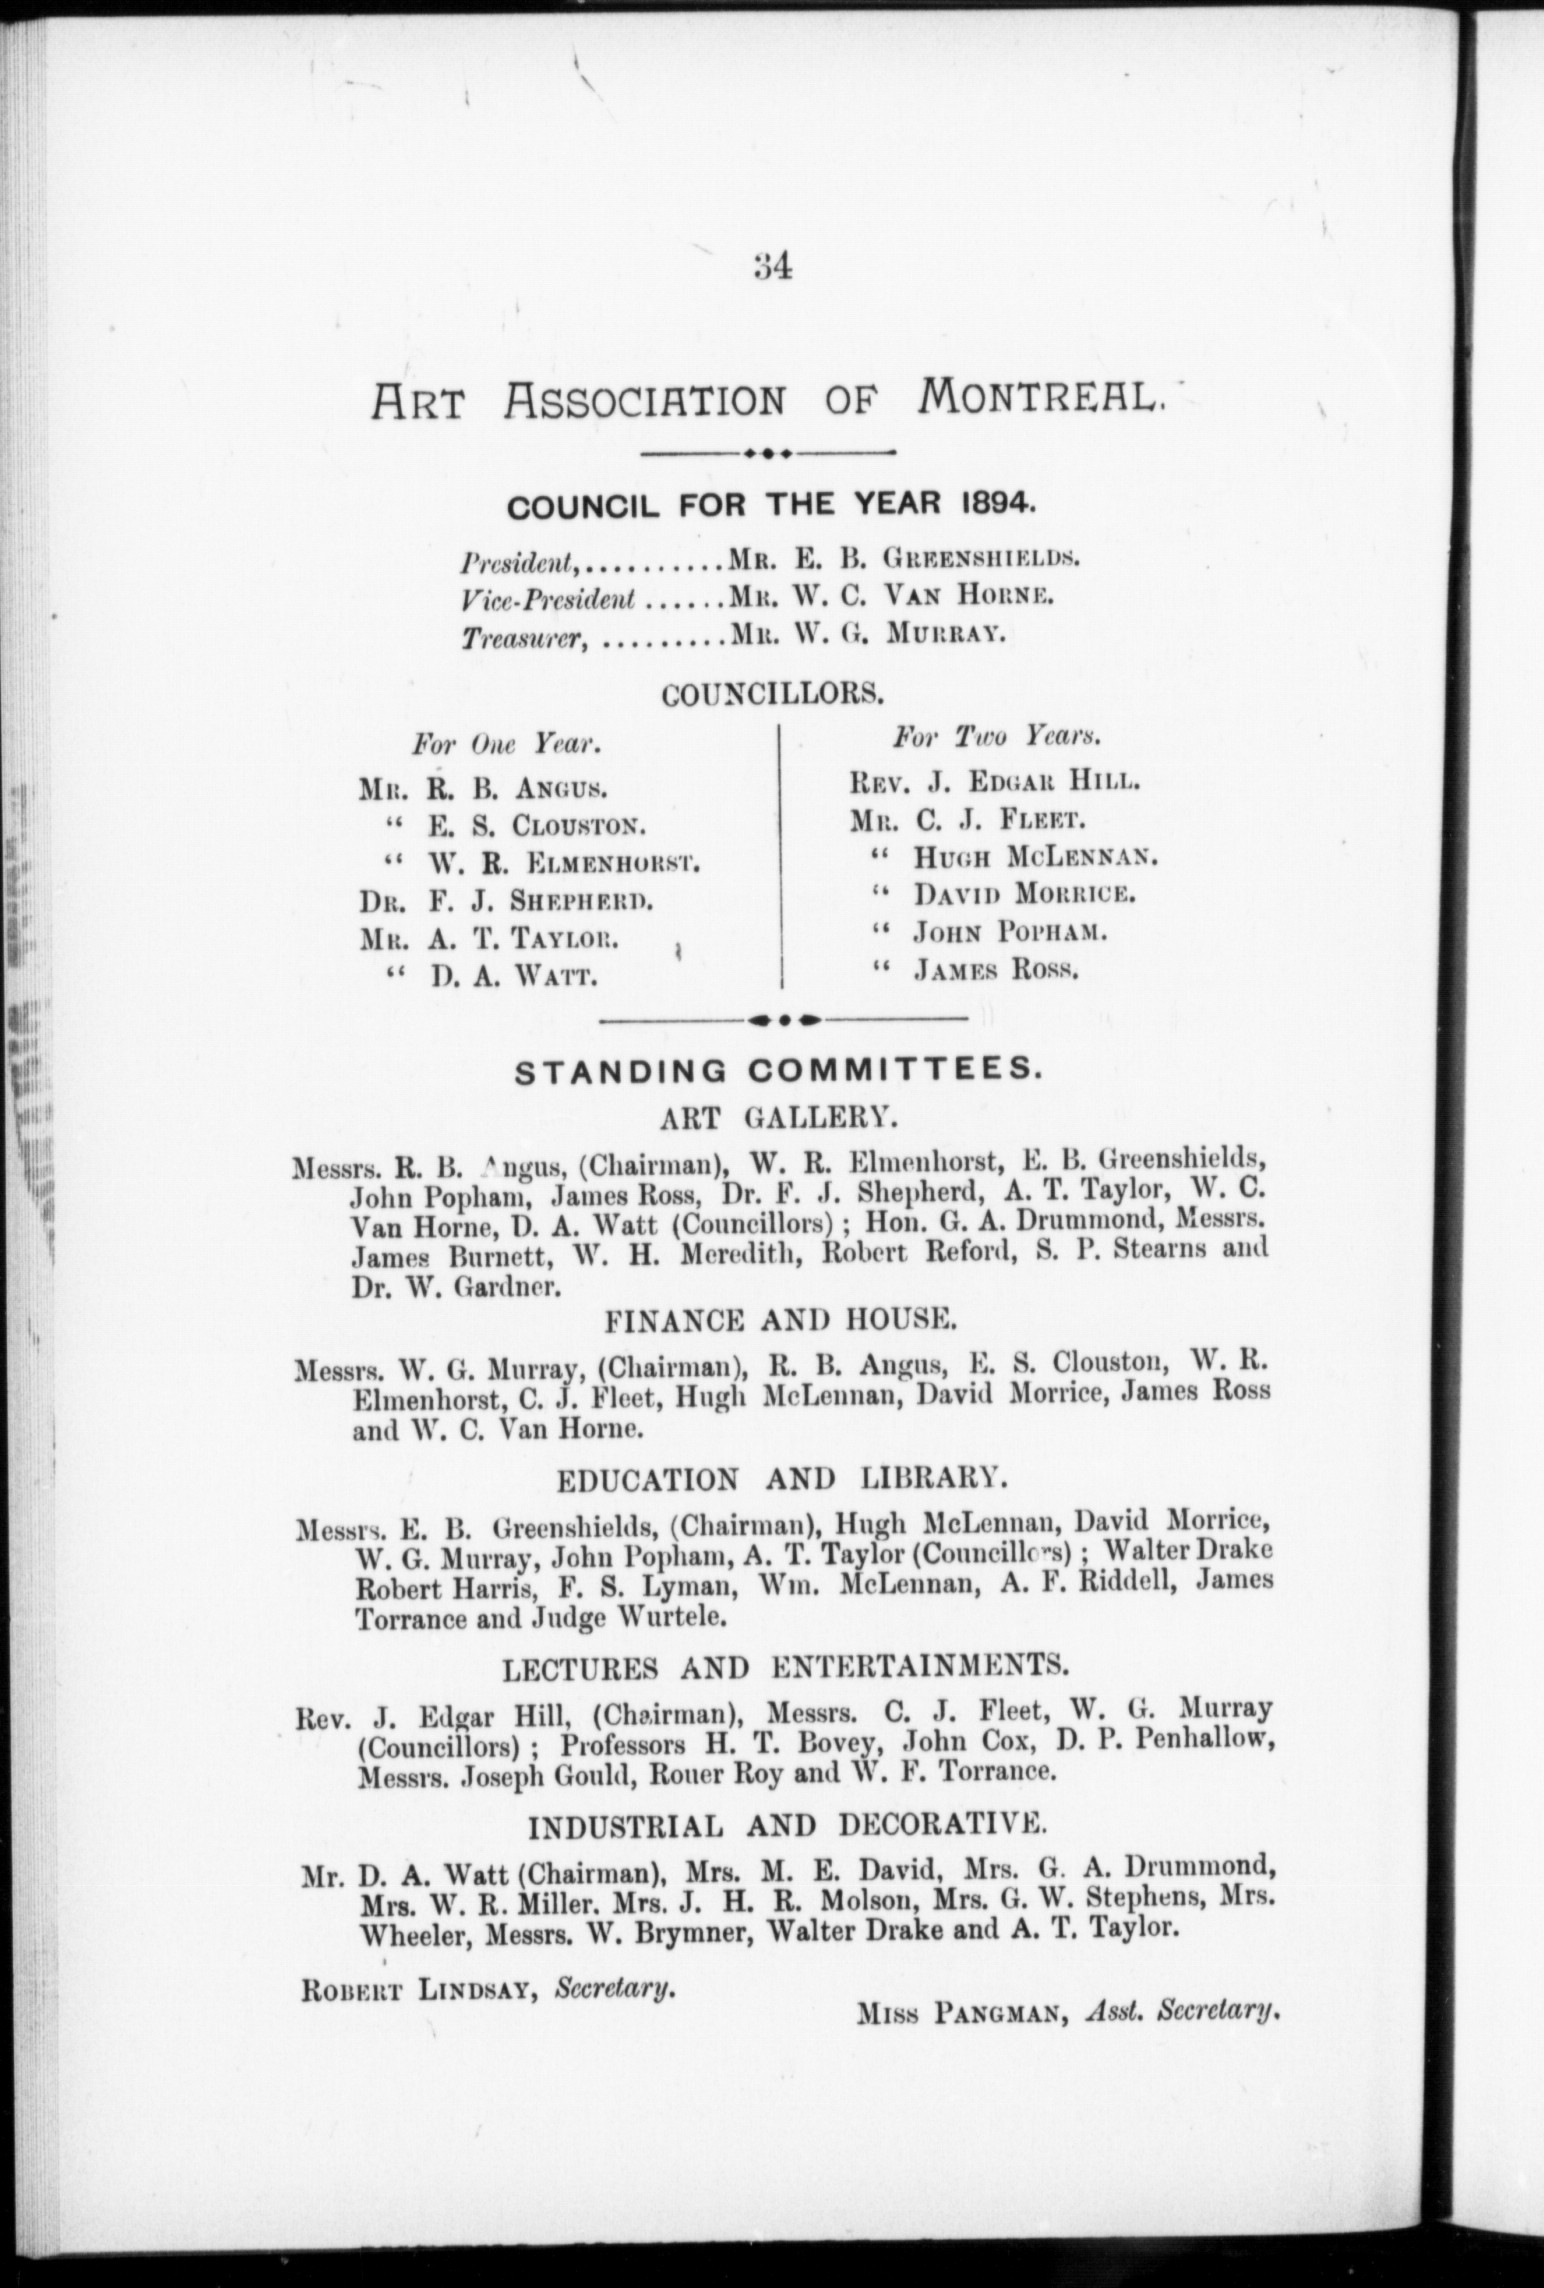 34
ART ASSOCIATION OF MONTREAL.
COUNCIL FOR THE YEAR 1894.
President,..........MR. E. B. GREENSHIELDS.
Vice-President ......MR. W. C. VAN HORNE.
Treasurer, .........MR. W. G. MURRAY.
COUNCILLORS.
For One Year.
MR. R. B. ANGUS.
“ E. S. CLOUSTON.
“ W. R. ELMENHORST.
DR. F. J. SHEPHERD.
MR. A. T. TAYLOR.
“ D. A. WATT.
For Two Years.
REV. J. EDGAR HILL.
MR. C. J. FLEET.
“ HUGH MCLENNAN.
“ DAVID MORRICE.
“ JOHN POPHAM.
“ JAMES ROSS.
STANDING COMMITTEES.
ART GALLERY.
Messrs. R. B. Angus, (Chairman), W. R. Elmenhorst, E. B. Greenshields,
John Popham, James Ross, Dr. F. J. Shepherd, A. T. Taylor, W. C.
Van Horne, D. A. Watt (Councillors) ; Hon. G. A. Drummond, Messrs.
James Burnett, W. H. Meredith, Robert Reford, S. P. Stearns and
Dr. W. Gardner.
FINANCE AND HOUSE.
Messrs. W. G. Murray, (Chairman), R. B. Angus, E. S. Clouston, W. R.
Elmenhorst, C. J. Fleet, Hugh McLennan, David Morrice, James Ross
and W. C. Van Horne.
EDUCATION AND LIBRARY.
Messrs. E. B. Greenshields, (Chairman), Hugh McLennan, David Morrice,
W. G. Murray, John Popham, A. T. Taylor (Councillors) ; Walter Drake
Robert Harris, F. S. Lyman, Wm. McLennan, A. F. Riddell, James
Torrance and Judge Wurtele.
LECTURES AND ENTERTAINMENTS.
Rev. J. Edgar Hill, (Chairman), Messrs. C. J. Fleet, W. G. Murray
(Councillors) ; Professors H. T. Bovey, John Cox, D. P. Penhallow,
Messrs. Joseph Gould, Rouer Roy and W. F. Torrance.
INDUSTRIAL AND DECORATIVE.
Mr. D. A. Watt (Chairman), Mrs. M. E. David, Mrs. G. A. Drummond,
Mrs. W. R. Miller. Mrs. J. H. R. Molson, Mrs. G. W. Stephens, Mrs.
Wheeler, Messrs. W. Brymner, Walter Drake and A. T. Taylor.
ROBERT LINDSAY, Secretary.
MISS PANGMAN, Asst. Secretary.